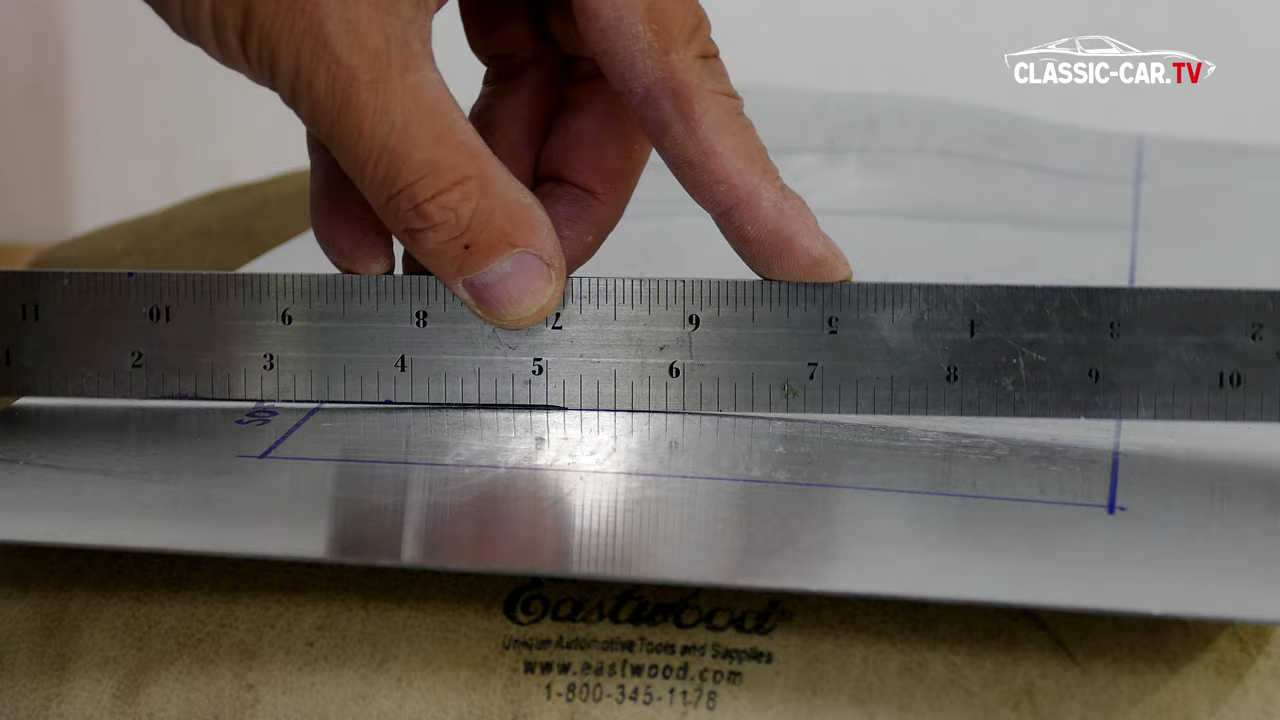 CLASSIC-CAR.TV
11 10 9 8 7 6 5 4 3 2
1 2 3 4 5 6 7 8 9 10
Eastwood
Unique Automotive Tools and Supplies
www.eastwood.com
1-800-345-1178